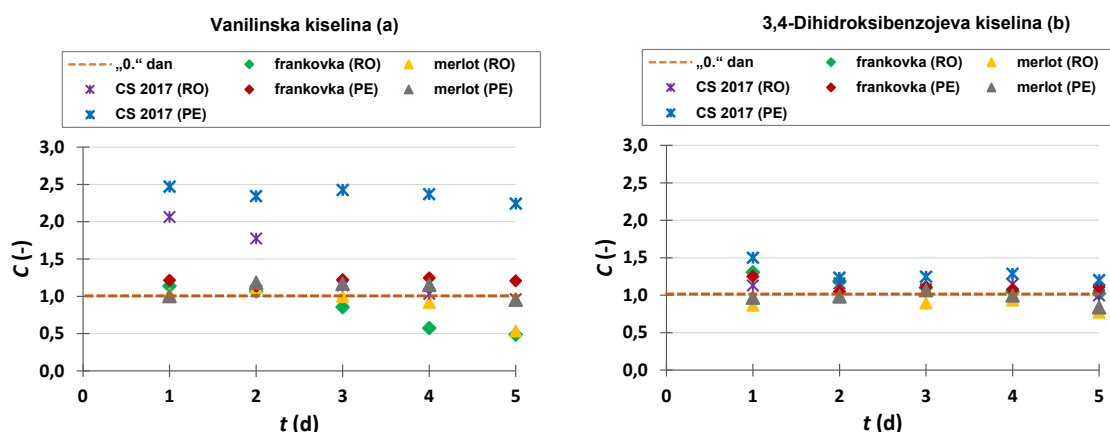 Vanilinska kiselina (a)
„0.“ dan
frankovka (RO)
merlot (RO)
CS 2017 (RO)
frankovka (PE)
merlot (PE)
CS 2017 (PE)
3,0
2,5
2,0
1,5
1,0
0,5
0,0
C (-)
0 1 2 3 4 5
t (d)
3,4-Dihidroksibenzojeva kiselina (b)
„0.“ dan
frankovka (RO)
merlot (RO)
CS 2017 (RO)
frankovka (PE)
merlot (PE)
CS 2017 (PE)
3,0
2,5
2,0
1,5
1,0
0,5
0,0
C (-)
0 1 2 3 4 5
t (d)